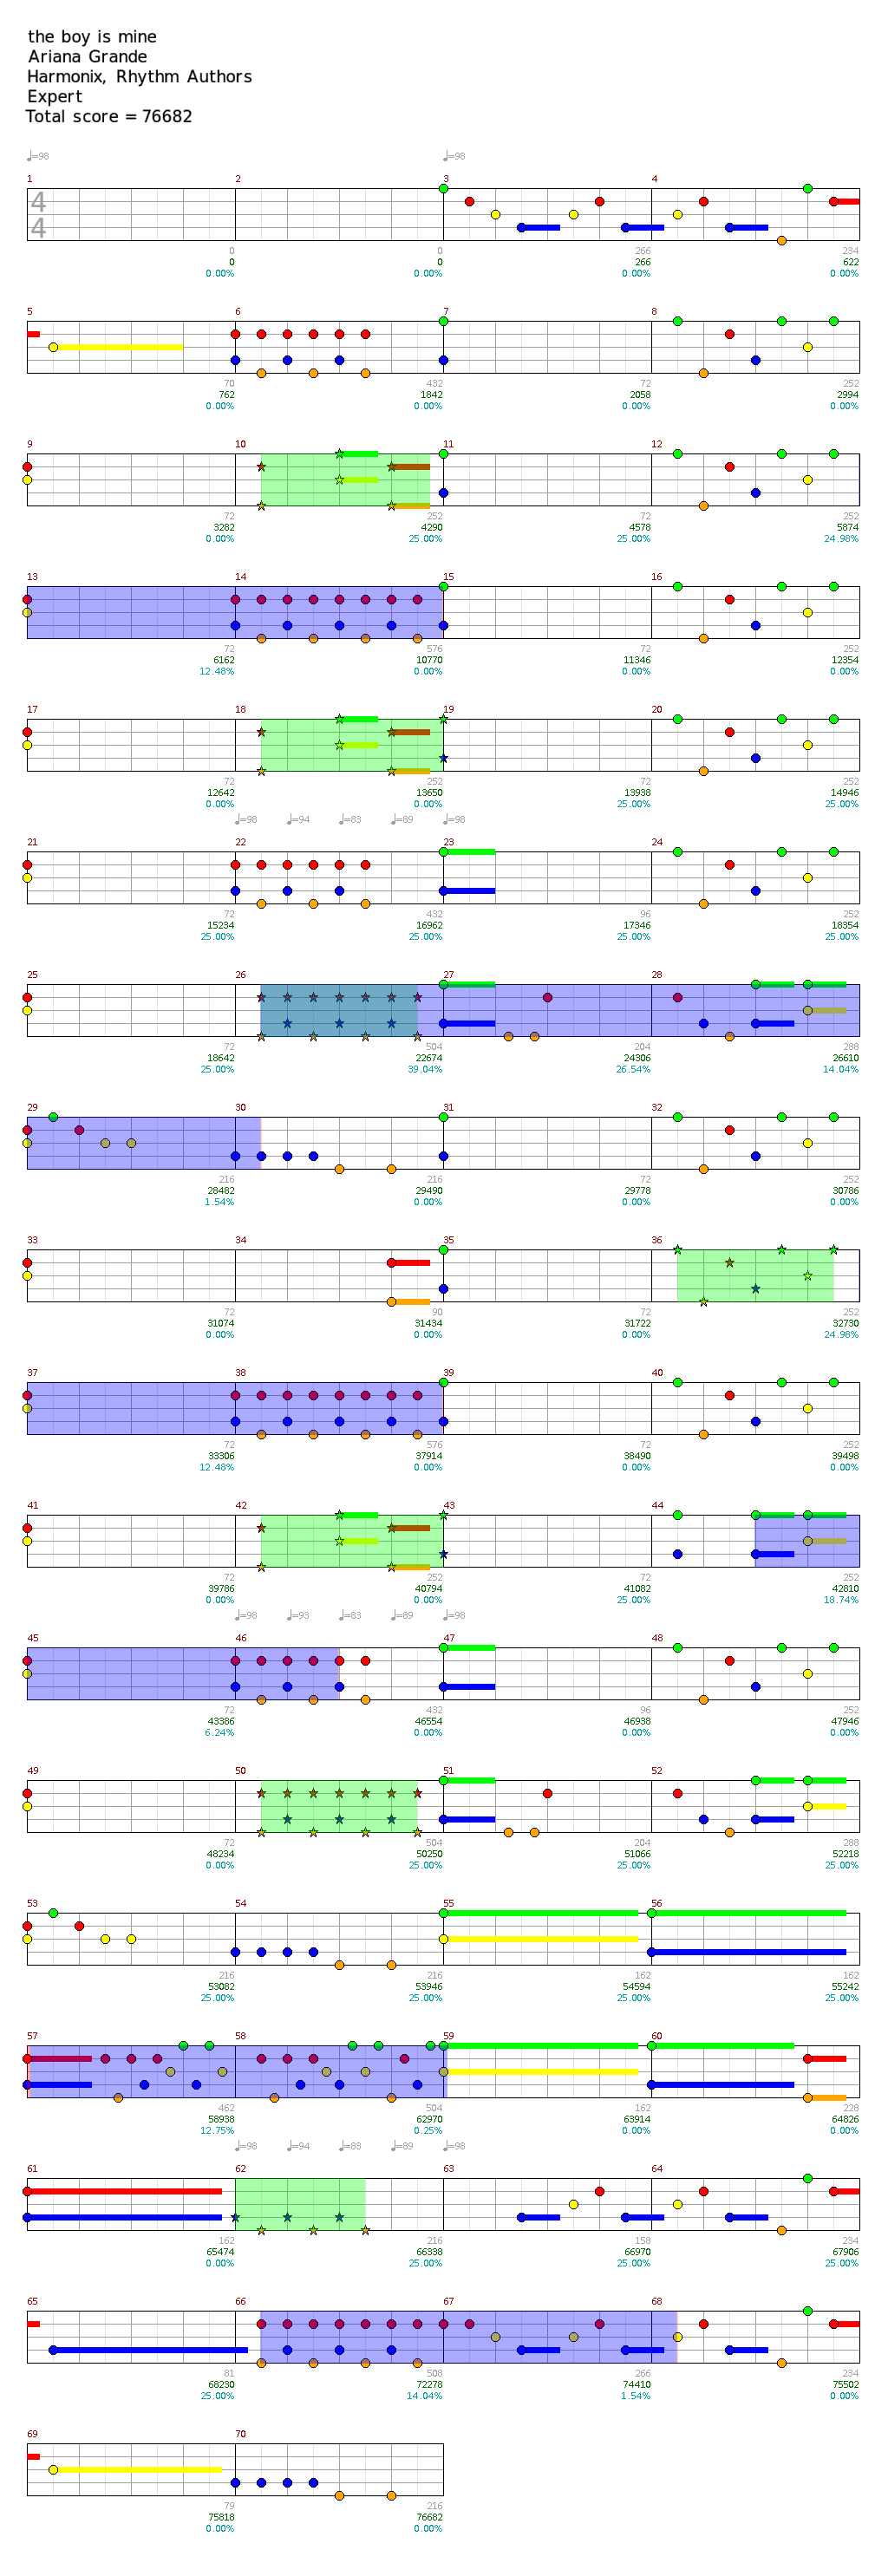 the boy is mine
Ariana Grande
Harmonix, Rhythm Authors
Expert
Total score = 76682
♩=98 ♩=98
1 2 3 4
4
4
0 0 266 234
0 0 266 622
0.00% 0.00% 0.00% 0.00%
5 6 7 8
70 432 72 252
762 1842 2058 2994
0.00% 0.00% 0.00% 0.00%
9 10 11 12
72 252 72 252
3282 4290 4578 5874
0.00% 25.00% 25.00% 24.98%
13 14 15 16
72 576 72 252
6162 10770 11346 12354
12.48% 0.00% 0.00% 0.00%
17 18 19 20
72 252 72 252
12642 13650 13938 14946
0.00% 0.00% 25.00% 25.00%
♩=98 ♩=94 ♩=83 ♩=89 ♩=98
21 22 23 24
72 432 96 252
15234 16962 17346 18354
25.00% 25.00% 25.00% 25.00%
25 26 27 28
72 504 204 288
18642 22674 24306 26610
25.00% 39.04% 26.54% 14.04%
29 30 31 32
216 216 72 252
28482 29490 29778 30786
1.54% 0.00% 0.00% 0.00%
33 34 35 36
72 90 72 252
31074 31434 31722 32730
0.00% 0.00% 0.00% 24.98%
37 38 39 40
72 576 72 252
33306 37914 38490 39498
12.48% 0.00% 0.00% 0.00%
41 42 43 44
72 252 72 252
39786 40794 41082 42810
0.00% 0.00% 25.00% 18.74%
♩=98 ♩=93 ♩=83 ♩=89 ♩=98
45 46 47 48
72 432 96 252
43386 46554 46938 47946
6.24% 0.00% 0.00% 0.00%
49 50 51 52
72 504 204 288
48234 50250 51066 52218
0.00% 25.00% 25.00% 25.00%
53 54 55 56
216 216 162 162
53082 53946 54594 55242
25.00% 25.00% 25.00% 25.00%
57 58 59 60
462 504 162 228
58938 62970 63914 64826
12.75% 0.25% 0.00% 0.00%
♩=98 ♩=94 ♩=83 ♩=89 ♩=98
61 62 63 64
162 216 158 234
65474 66338 66970 67906
0.00% 25.00% 25.00% 25.00%
65 66 67 68
81 508 266 234
68230 72278 74410 75502
25.00% 14.04% 1.54% 0.00%
69 70
79 216
75818 76682
0.00% 0.00%